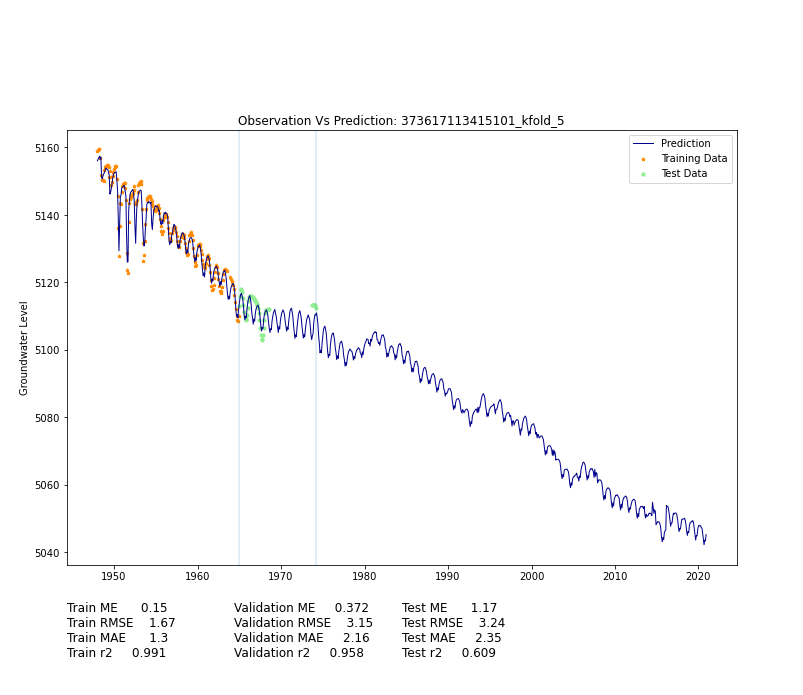 Observation Vs Prediction: 373617113415101_kfold_5
Prediction
Training Data
Test Data
Groundwater Level
5160
5140
5120
5100
5080
5060
5040
1950 1960 1970 1980 1990 2000 2010 2020
Train ME 0.15 Validation ME 0.372 Test ME 1.17
Train RMSE 1.67 Validation RMSE 3.15 Test RMSE 3.24
Train MAE 1.3 Validation MAE 2.16 Test MAE 2.35
Train r2 0.991 Validation r2 0.958 Test r2 0.609